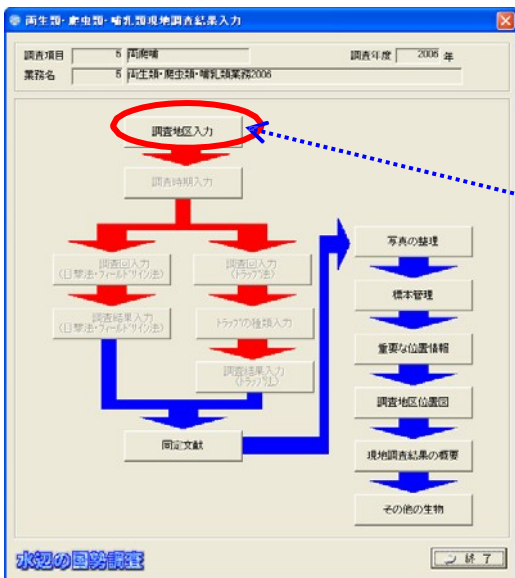 両生類・爬虫類・哺乳類現地調査結果入力
調査項目 5 両爬哺 調査年度 2006 年
業務名 5 両生類・爬虫類・哺乳類業務2006
調査地区入力
調査時期入力
調査回入力
(目撃法・フィールドサイン法)
調査回入力
(トラップ法)
調査結果入力
(目撃法・フィールドサイン法)
トラップの種類入力
調査結果入力
(トラップ法)
同定文献
写真の整理
標本管理
重要な位置情報
調査地区位置図
現地調査結果の概要
その他の生物
水辺の国勢調査
終了